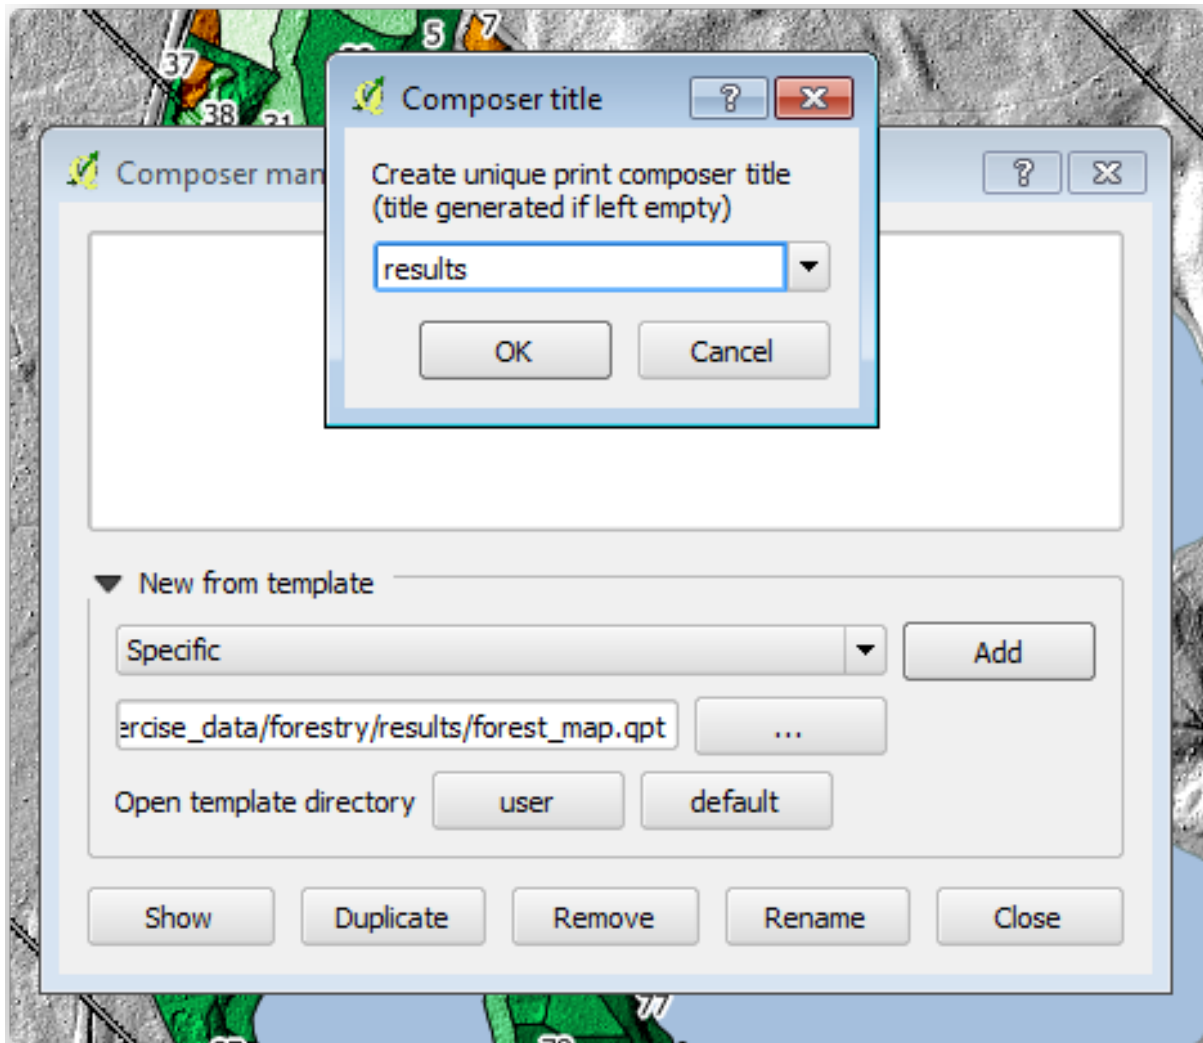 5
7
37
38
Composer title
Composer man
Create unique print composer title
(title generated if left empty)
results
OK
Cancel
New from template
Specific
Add
ercise_data/forestry/results/forest_map.qpt
...
Open template directory
user
default
Show
Duplicate
Remove
Rename
Close